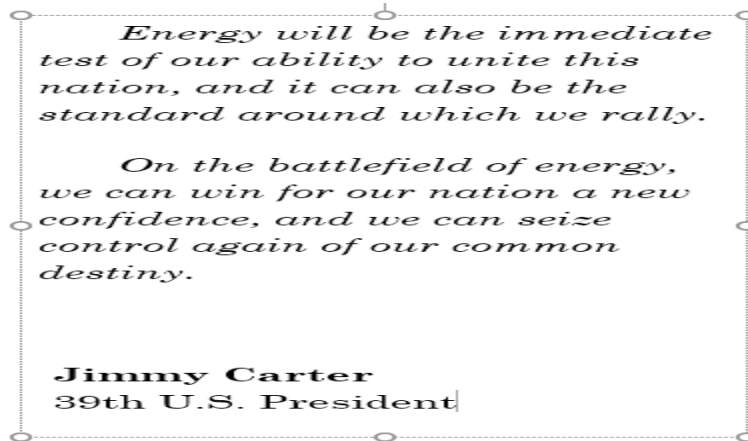 Energy will be the immediate
test of our ability to unite this
nation, and it can also be the
standard around which we rally.
On the battlefield of energy,
we can win for our nation a new
confidence, and we can seize
control again of our common
destiny.
Jimmy Carter
39th U.S. President